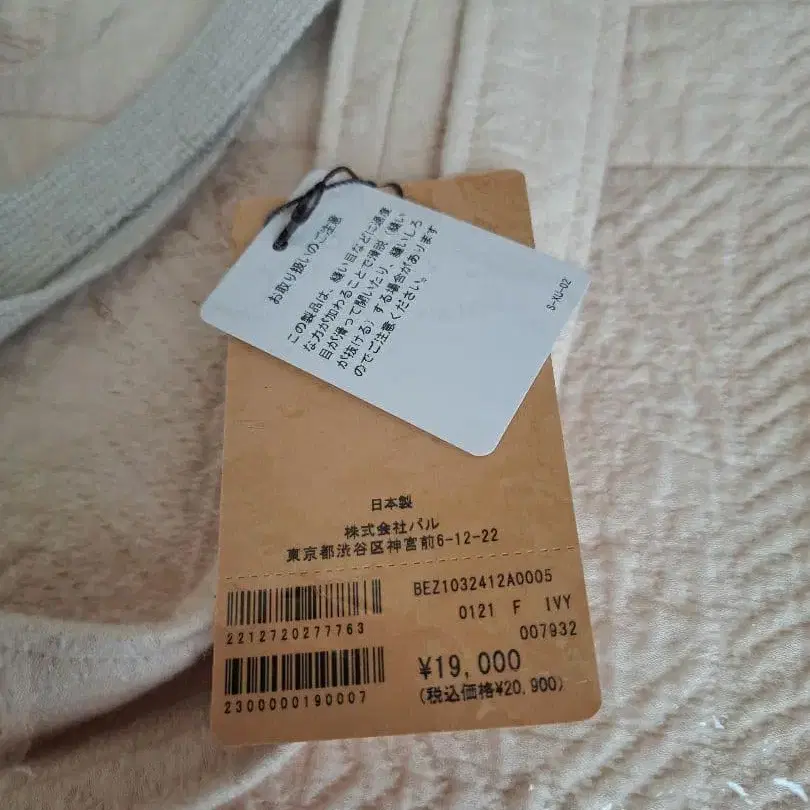 お取り扱いのご注意
この製品は、縫い目などに過度
な力が加わることで滑脱（縫い
目が滑って開いたり、縫いしろ
が抜ける）する場合があります
のでご注意ください。
S-KU-02
日本製
株式会社パル
東京都渋谷区神宮前6-12-22
BEZ1032412A0005
0121 F IVY
007932
2212720277763
¥19,000
(税込価格¥20,900)
2300000190007